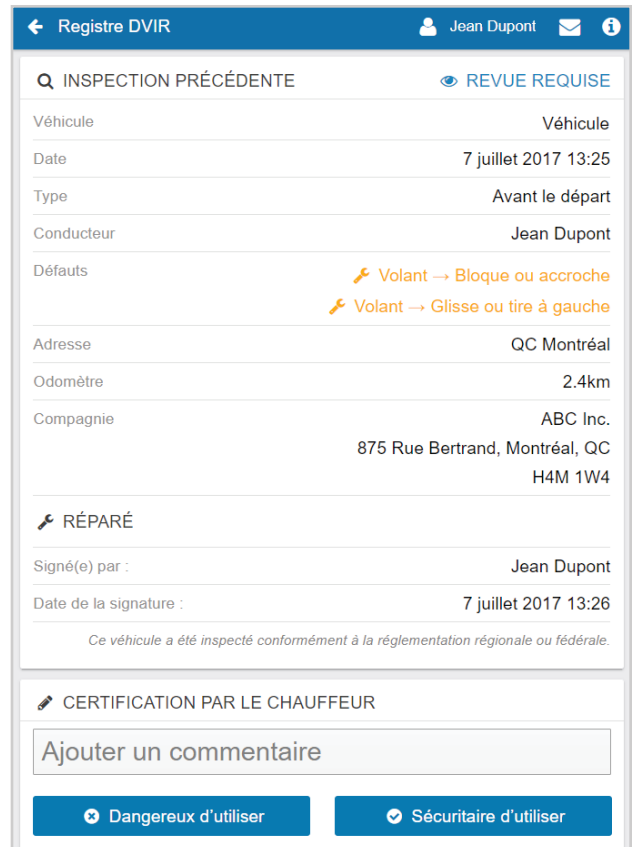 Registre DVIR Jean Dupont
INSPECTION PRÉCÉDENTE REVUE REQUISE
Véhicule Véhicule
Date 7 juillet 2017 13:25
Type Avant le départ
Conducteur Jean Dupont
Défauts Volant → Bloque ou accroche
Volant → Glisse ou tire à gauche
Adresse QC Montréal
Odomètre 2.4km
Compagnie ABC Inc.
875 Rue Bertrand, Montréal, QC
H4M 1W4
RÉPARÉ
Signé(e) par : Jean Dupont
Date de la signature : 7 juillet 2017 13:26
Ce véhicule a été inspecté conformément à la réglementation régionale ou fédérale.
CERTIFICATION PAR LE CHAUFFEUR
Ajouter un commentaire
Dangereux d'utiliser Sécuritaire d'utiliser